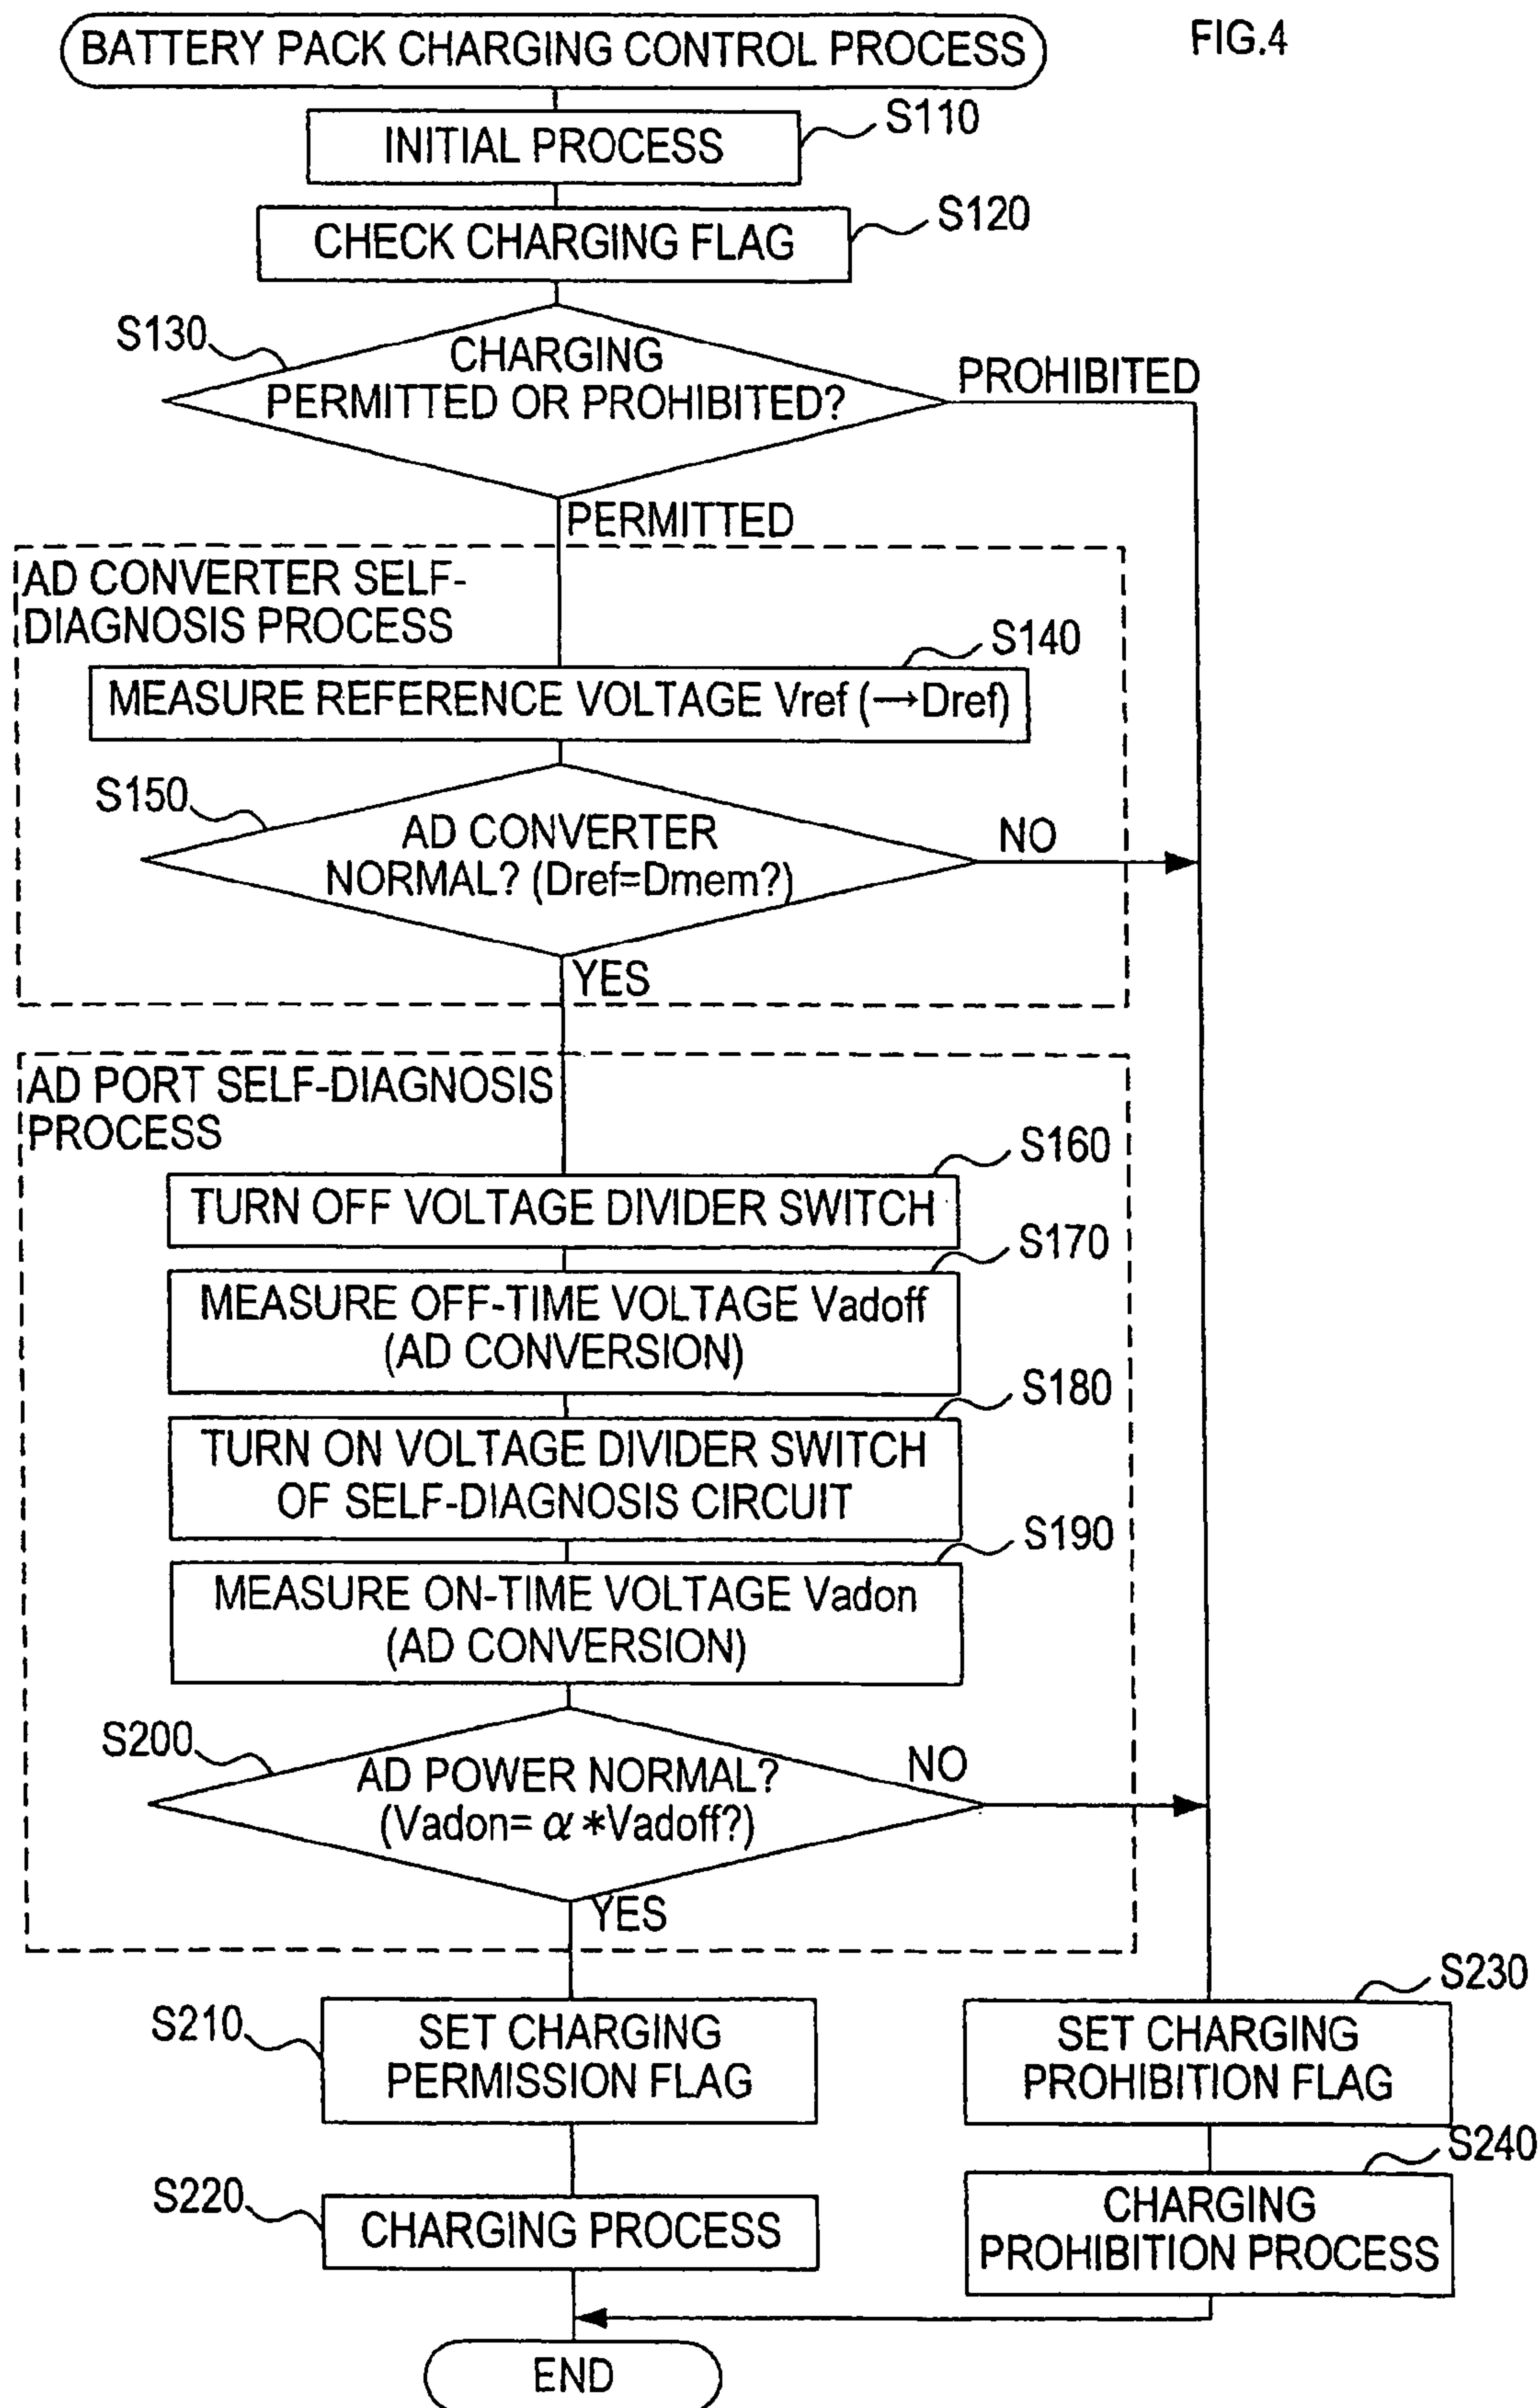 FIG.4
BATTERY PACK CHARGING CONTROL PROCESS
S110
INITIAL PROCESS
S120
CHECK CHARGING FLAG
S130
CHARGING
PERMITTED OR PROHIBITED?
PROHIBITED
PERMITTED
AD CONVERTER SELF-
DIAGNOSIS PROCESS
S140
MEASURE REFERENCE VOLTAGE Vref (→Dref)
S150
AD CONVERTER
NORMAL? (Dref=Dmem?)
NO
YES
AD PORT SELF-DIAGNOSIS
PROCESS
S160
TURN OFF VOLTAGE DIVIDER SWITCH
S170
MEASURE OFF-TIME VOLTAGE Vadoff
(AD CONVERSION)
S180
TURN ON VOLTAGE DIVIDER SWITCH
OF SELF-DIAGNOSIS CIRCUIT
S190
MEASURE ON-TIME VOLTAGE Vadon
(AD CONVERSION)
S200
AD POWER NORMAL?
(Vadon= α *Vadoff?)
NO
YES
S210
SET CHARGING
PERMISSION FLAG
S230
SET CHARGING
PROHIBITION FLAG
S220
CHARGING PROCESS
S240
CHARGING
PROHIBITION PROCESS
END